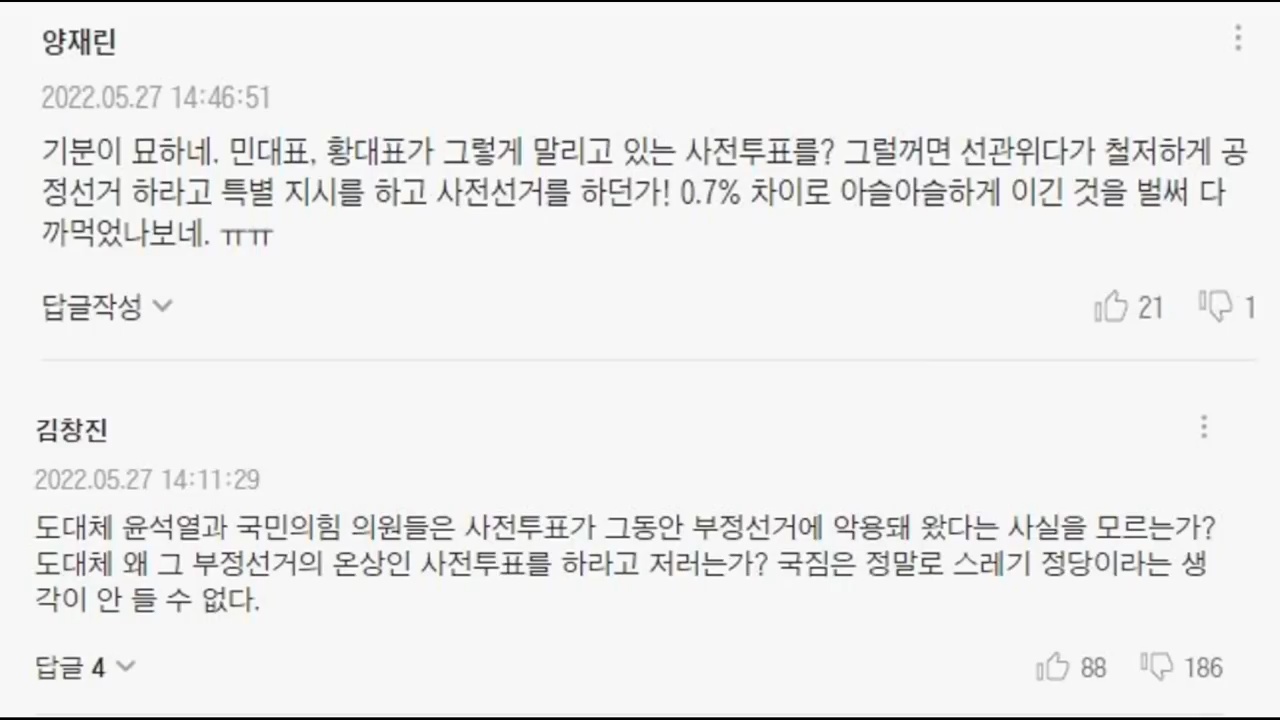 양재린
2022.05.27 14:46:51
기분이 묘하네. 민대표, 황대표가 그렇게 말리고 있는 사전투표를? 그럴꺼면 선관위다가 철저하게 공
정선거 하라고 특별 지시를 하고 사전선거를 하던가! 0.7% 차이로 아슬아슬하게 이긴 것을 벌써 다
까먹었나보네. ㅠㅠ
답글작성
21 1
김창진
2022.05.27 14:11:29
도대체 윤석열과 국민의힘 의원들은 사전투표가 그동안 부정선거에 악용돼 왔다는 사실을 모르는가?
도대체 왜 그 부정선거의 온상인 사전투표를 하라고 저러는가? 국짐은 정말로 스레기 정당이라는 생
각이 안 들 수 없다.
답글 4
88 186